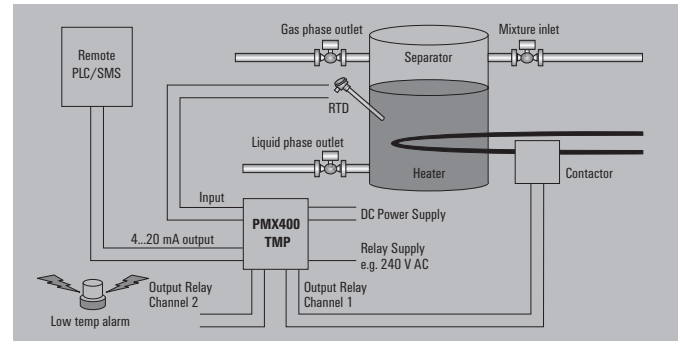 Gas phase outlet
Mixture inlet
Remote
PLC/SMS
Separator
RTD
Liquid phase outlet
Heater
Contactor
Input
PMX400
TMP
DC Power Supply
4...20 mA output
Relay Supply
e.g. 240 V AC
Output Relay
Channel 2
Output Relay
Channel 1
Low temp alarm